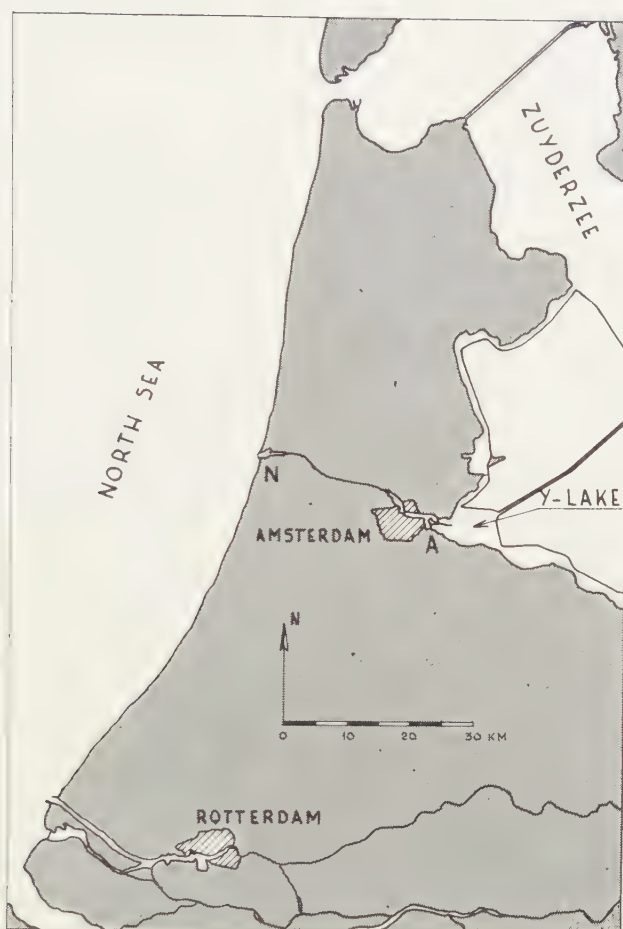 ZUYDERZEE
NORTH SEA
N
Y-LAKE
AMSTERDAM
A
N
0 10 20 30 KM
ROTTERDAM